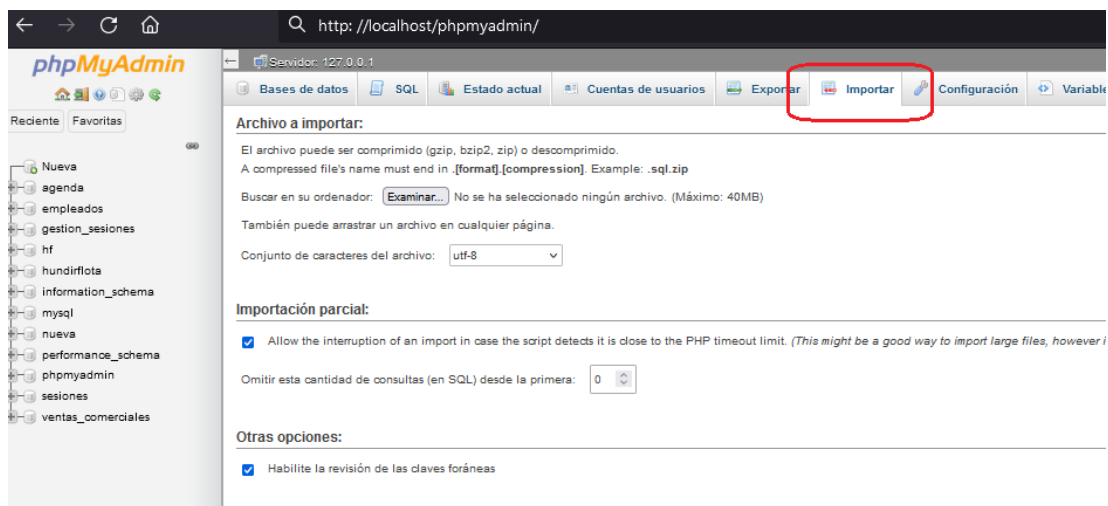 http: //localhost/phpmyadmin/
phpMyAdmin
Reciente Favoritas
Nueva
agenda
empleados
gestion_sesiones
hf
hundirflota
information_schema
mysql
nueva
performance_schema
phpmyadmin
sesiones
ventas_comerciales
Servidor: 127.0.0.1
Bases de datos SQL Estado actual Cuentas de usuarios Exportar Importar Configuración Variable
Archivo a importar:
El archivo puede ser comprimido (gzip, bzip2, zip) o descomprimido.
A compressed file's name must end in .[format].[compression]. Example: .sql.zip
Buscar en su ordenador: Examinar... No se ha seleccionado ningún archivo. (Máximo: 40MB)
También puede arrastrar un archivo en cualquier página.
Conjunto de caracteres del archivo: utf-8
Importación parcial:
Allow the interruption of an import in case the script detects it is close to the PHP timeout limit. (This might be a good way to import large files, however i
Omitir esta cantidad de consultas (en SQL) desde la primera: 0
Otras opciones:
Habilite la revisión de las claves foráneas